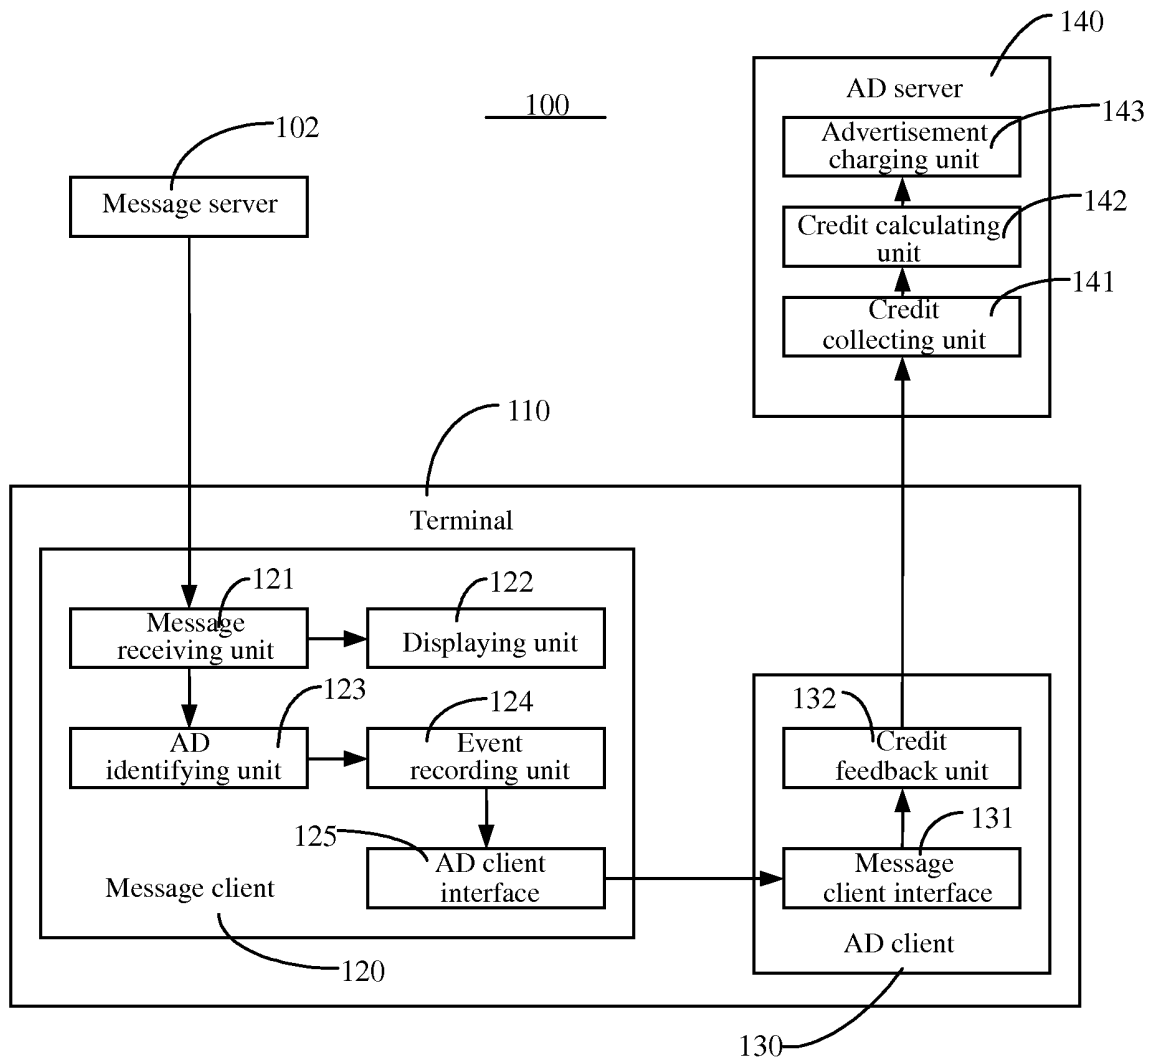 140
AD server
100
102
143
Advertisement
charging unit
Message server
142
Credit calculating
unit
141
Credit
collecting unit
110
Terminal
121
122
Message
receiving unit
Displaying unit
123
124
132
AD
identifying unit
Event
recording unit
Credit
feedback unit
125
131
AD client
interface
Message
client interface
Message client
AD client
120
130